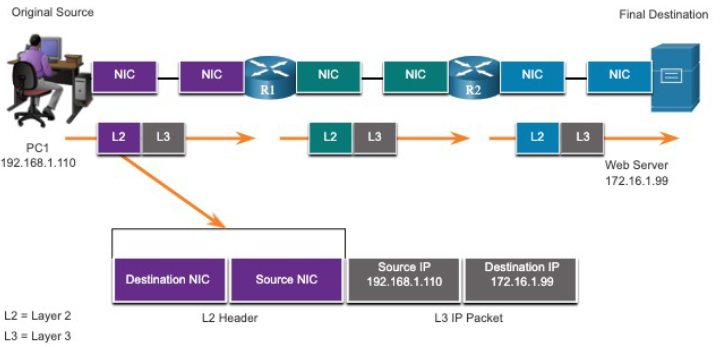 Original Source
Final Destination
NIC NIC R1 NIC NIC R2 NIC NIC
L2 L3 L2 L3 L2 L3
PC1
192.168.1.110
Web Server
172.16.1.99
Destination NIC
Source NIC
Source IP
192.168.1.110
Destination IP
172.16.1.99
L2 Header
L3 IP Packet
L2 = Layer 2
L3 = Layer 3